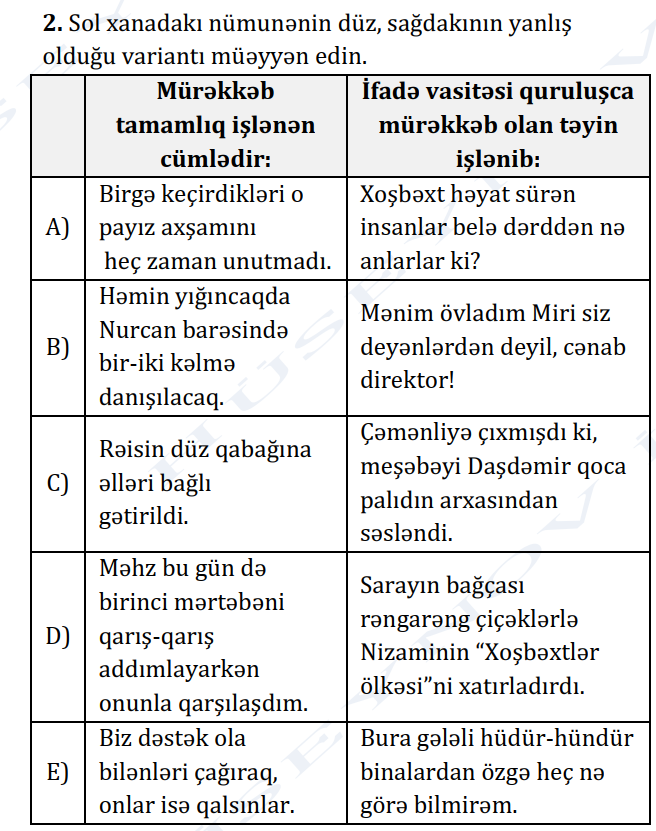 2. Sol xanadakı nümunənin düz, sağdakının yanlış
olduğu variantı müəyyən edin.
Mürəkkəb
tamamlıq işlənən
cümlədir:
İfadə vasitəsi quruluşca
mürəkkəb olan təyin
işlənib:
A)
Birgə keçirdikləri o
payız axşamını
heç zaman unutmadı.
Xoşbəxt həyat sürən
insanlar belə dərddən nə
anlarlar ki?
B)
Həmin yığıncaqda
Nurcan barəsində
bir-iki kəlmə
danışılacaq.
Mənim övladım Miri siz
deyənlərdən deyil, cənab
direktor!
C)
Rəisin düz qabağına
əlləri bağlı
gətirildi.
Çəmənliyə çıxmışdı ki,
meşəbəyi Daşdəmir qoca
palıdın arxasından
səsləndi.
D)
Məhz bu gün də
birinci mərtəbəni
qarış-qarış
addımlayarkən
onunla qarşılaşdım.
Sarayın bağçası
rəngarəng çiçəklərlə
Nizaminin “Xoşbəxtlər
ölkəsi”ni xatırladırdı.
E)
Biz dəstək ola
bilənləri çağıraq,
onlar isə qalsınlar.
Bura gələli hüdür-hündür
binalardan özgə heç nə
görə bilmirəm.